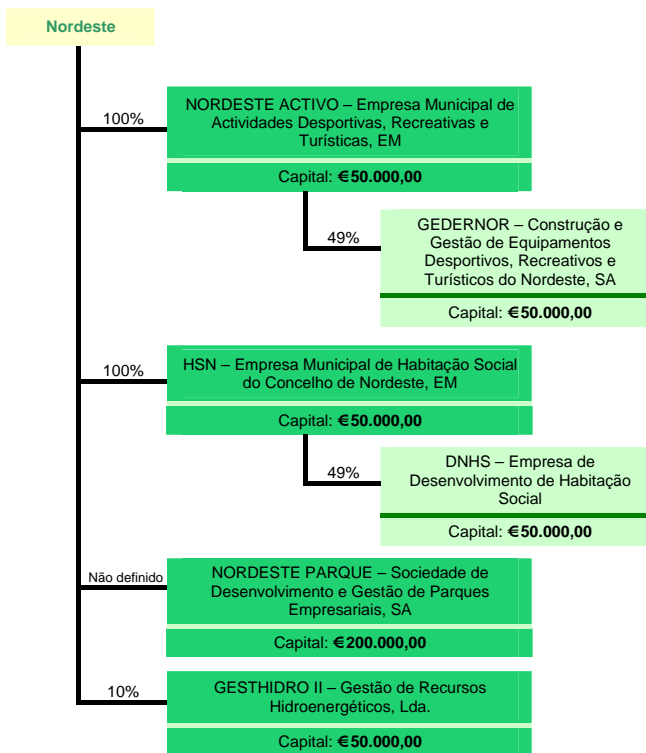 Nordeste
100%
NORDESTE ACTIVO – Empresa Municipal de
Actividades Desportivas, Recreativas e
Turísticas, EM
Capital: €50.000,00
49%
GEDERNOR – Construção e
Gestão de Equipamentos
Desportivos, Recreativos e
Turísticos do Nordeste, SA
Capital: €50.000,00
100%
HSN – Empresa Municipal de Habitação Social
do Concelho de Nordeste, EM
Capital: €50.000,00
49%
DNHS – Empresa de
Desenvolvimento de Habitação
Social
Capital: €50.000,00
Não definido
NORDESTE PARQUE – Sociedade de
Desenvolvimento e Gestão de Parques
Empresariais, SA
Capital: €200.000,00
10%
GESTHIDRO II – Gestão de Recursos
Hidroenergéticos, Lda.
Capital: €50.000,00